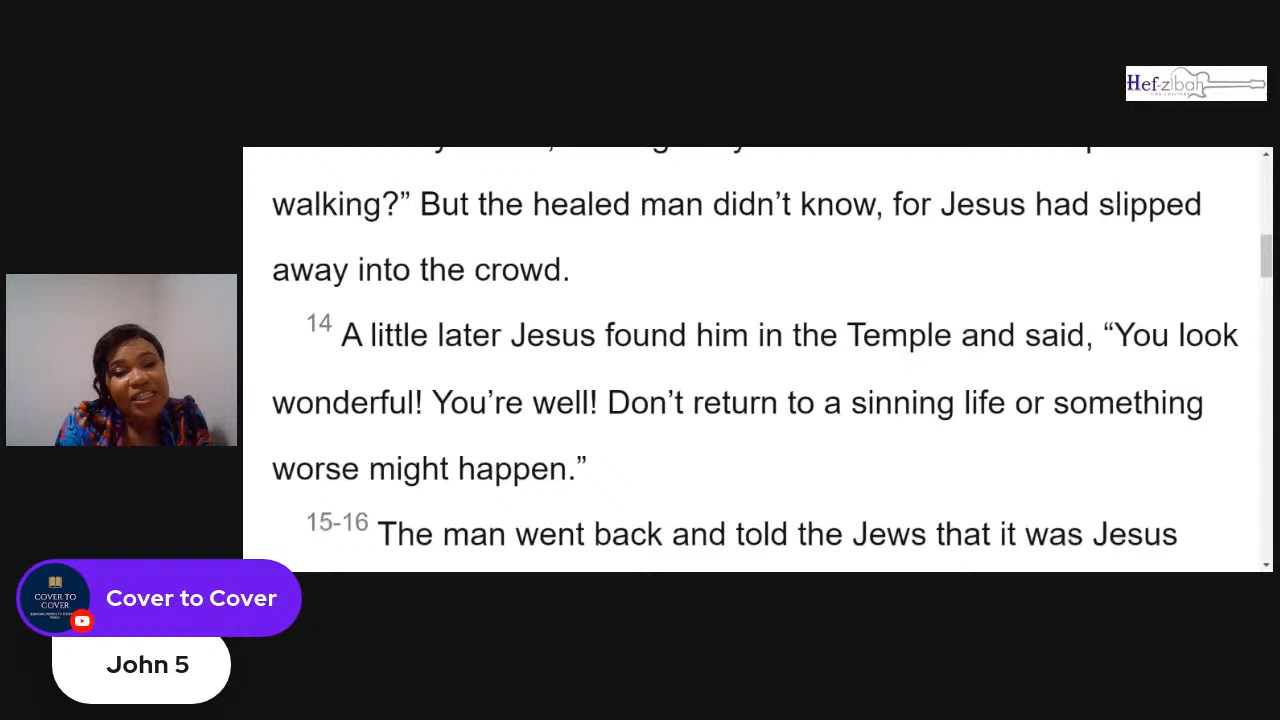 Hef-zibah
walking?” But the healed man didn’t know, for Jesus had slipped
away into the crowd.
14 A little later Jesus found him in the Temple and said, “You look
wonderful! You’re well! Don’t return to a sinning life or something
worse might happen.”
15-16 The man went back and told the Jews that it was Jesus
COVER TO
COVER
Cover to Cover
John 5